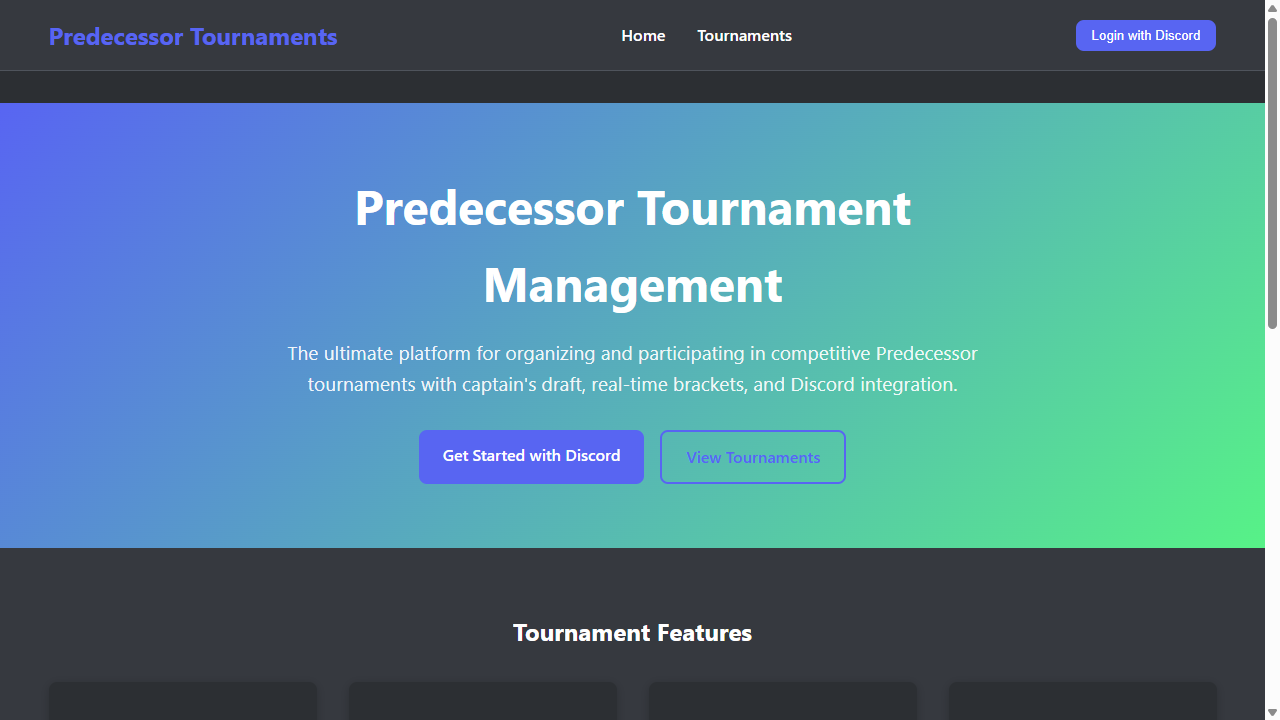 Predecessor Tournaments
Home
Tournaments
Login with Discord
Predecessor Tournament
Management
The ultimate platform for organizing and participating in competitive Predecessor
tournaments with captain's draft, real-time brackets, and Discord integration.
Get Started with Discord
View Tournaments
Tournament Features